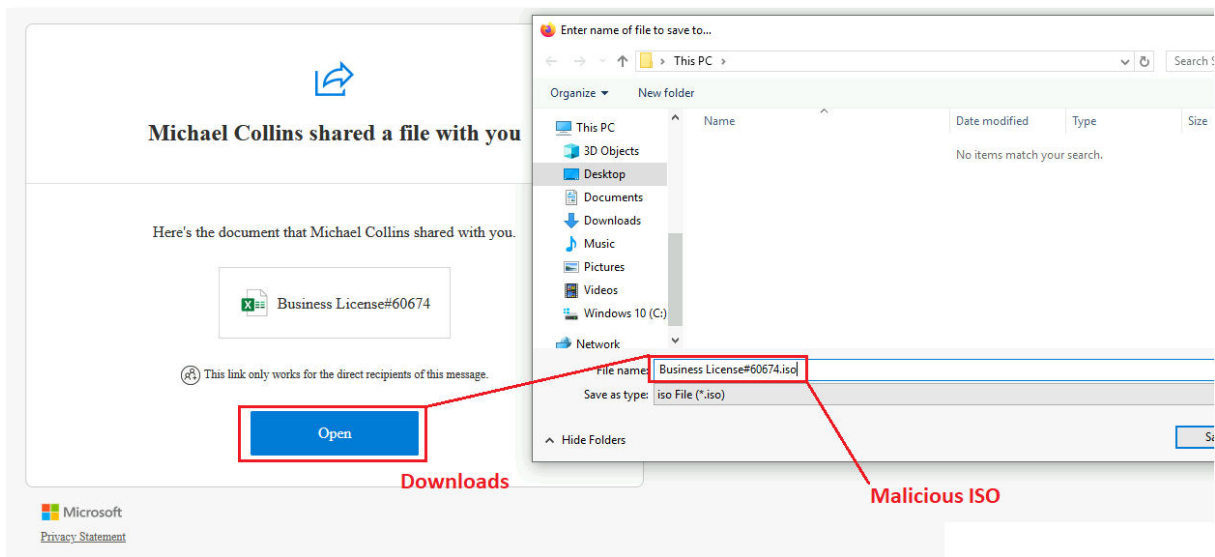 Michael Collins shared a file with you
Here's the document that Michael Collins shared with you.
Business License#60674
This link only works for the direct recipients of this message.
Open
Downloads
Microsoft
Privacy Statement
Enter name of file to save to...
This PC
Search
Organize
New folder
This PC
3D Objects
Desktop
Documents
Downloads
Music
Pictures
Videos
Windows 10 (C:)
Network
Name
Date modified
Type
Size
No items match your search.
File name:
Business License#60674.iso
Save as type:
iso File (*.iso)
Hide Folders
Malicious ISO